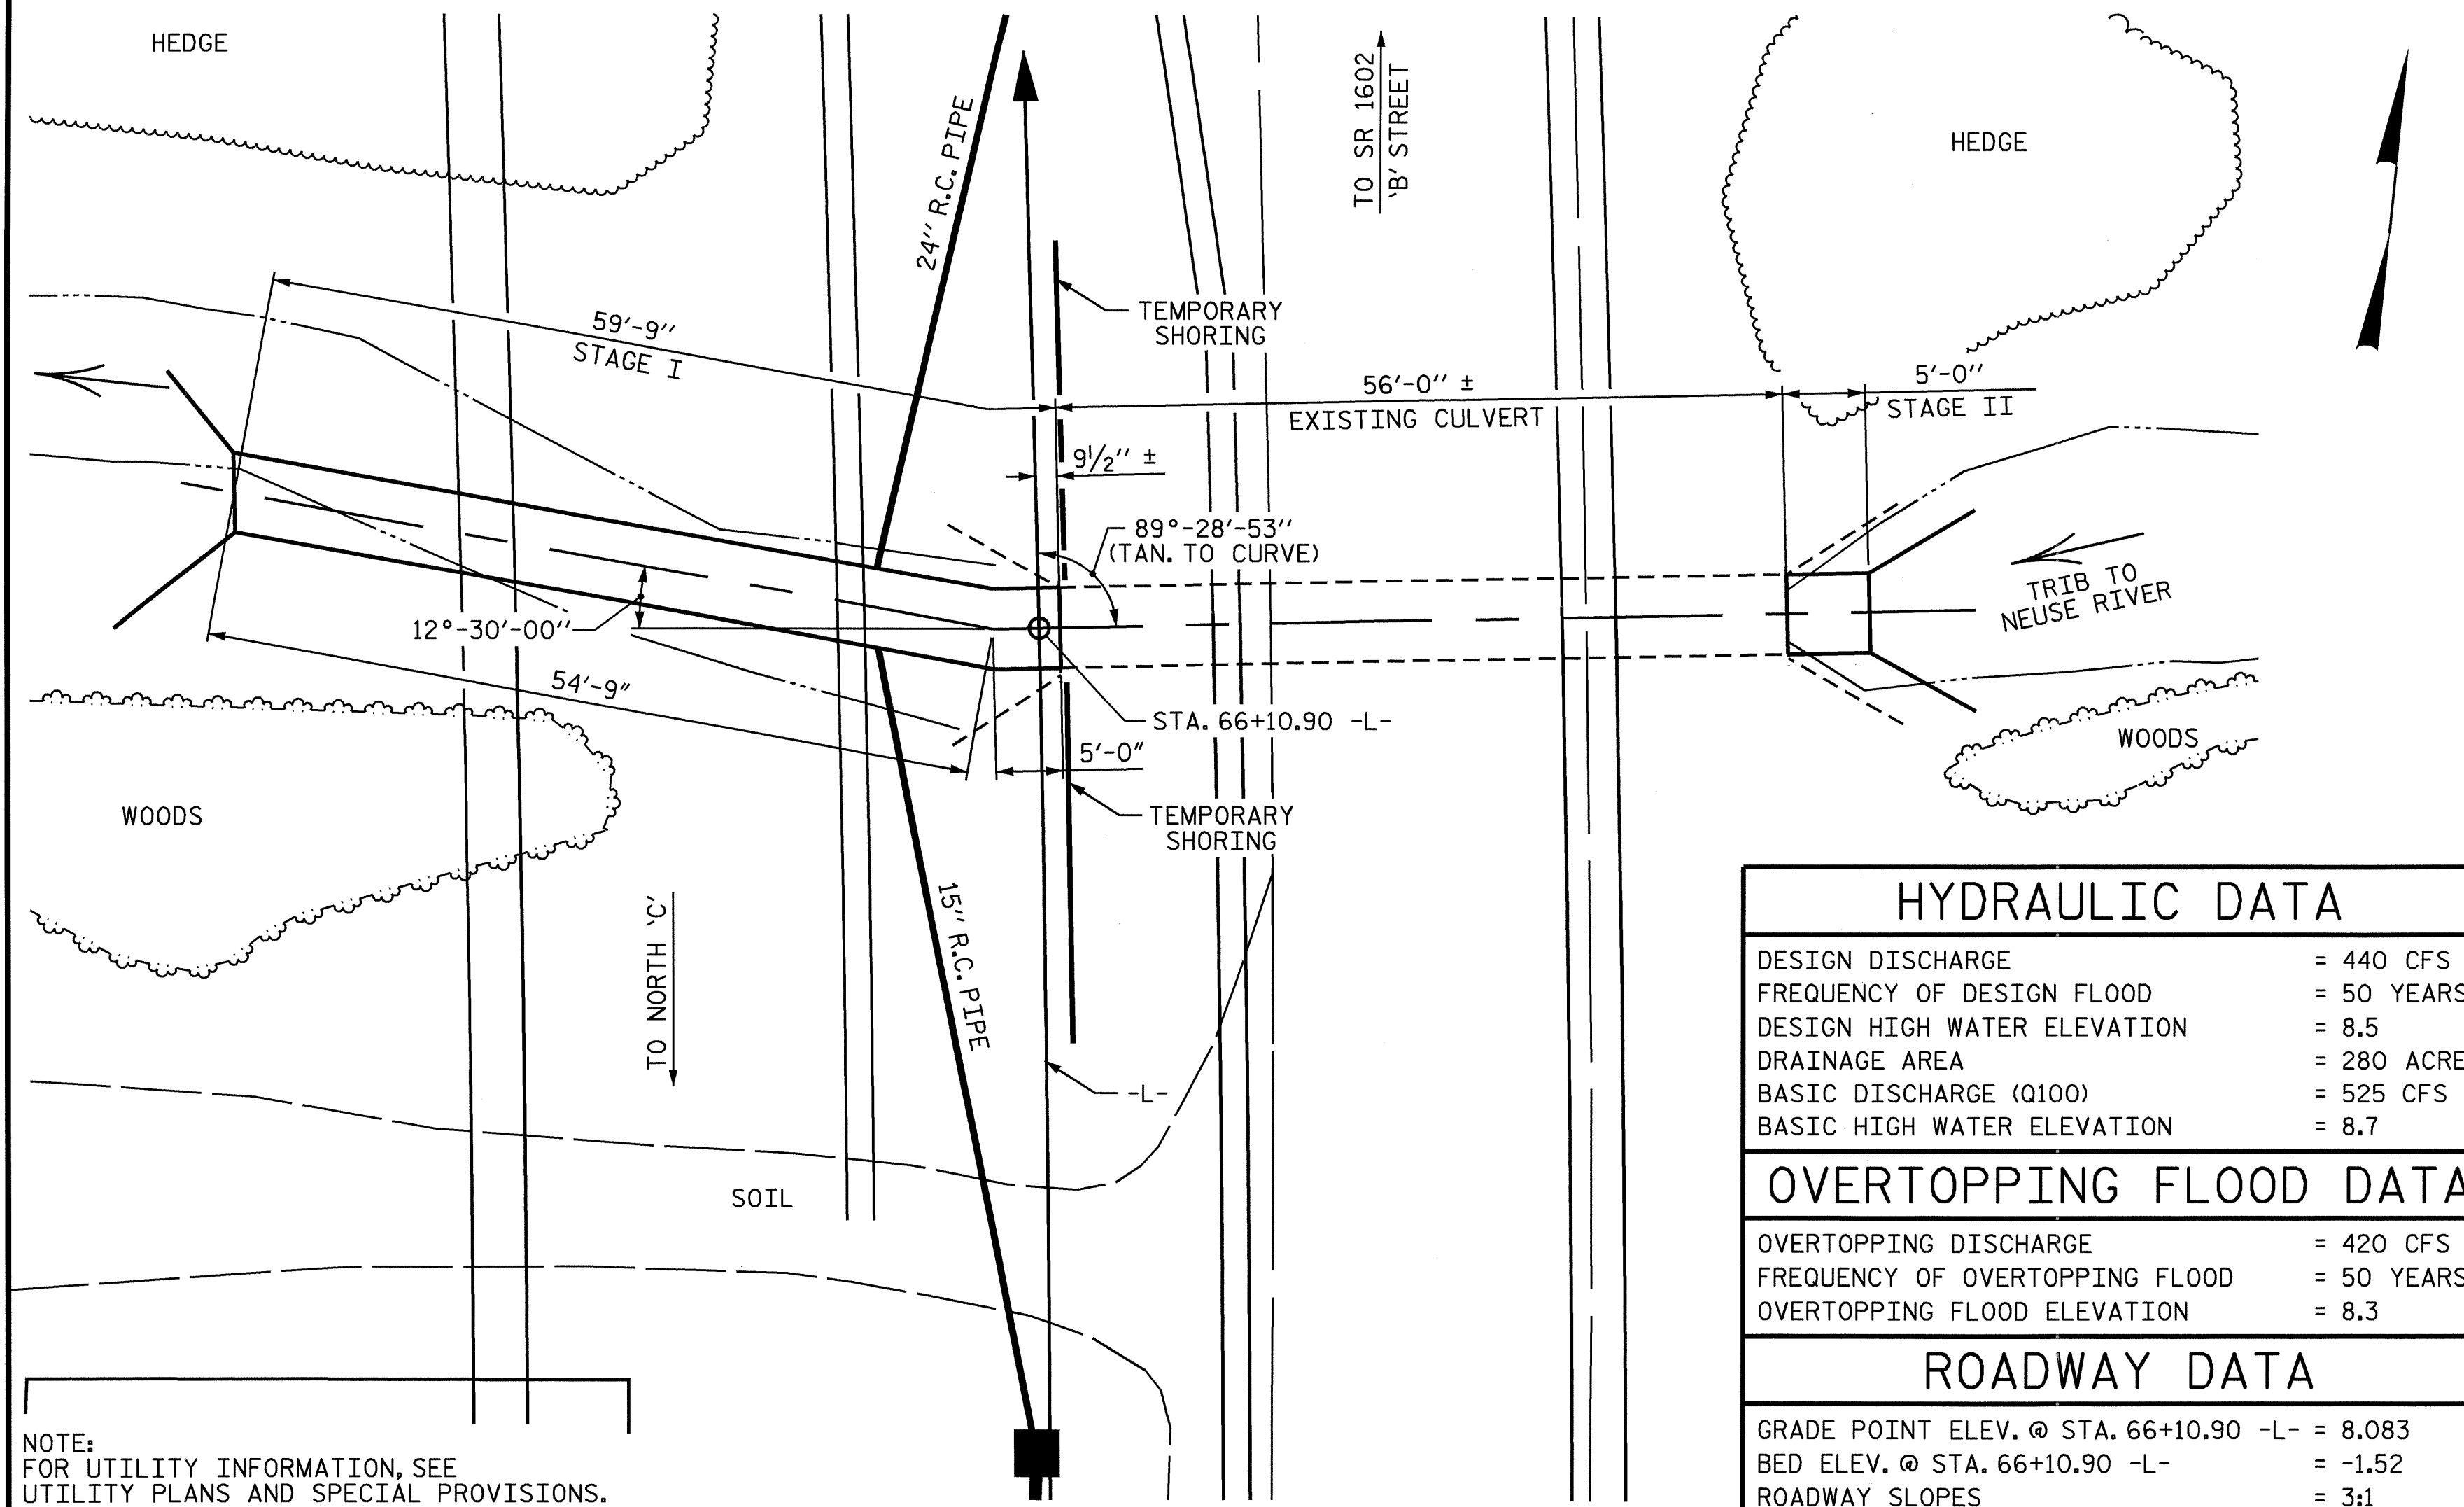 HEDGE
24'' R.C. PIPE
TO SR 1602
'B' STREET
HEDGE
TEMPORARY
SHORING
59'-9''
STAGE I
56'-0'' ±
EXISTING CULVERT
5'-0''
STAGE II
9 1/2'' ±
89°-28'-53''
(TAN. TO CURVE)
TRIB TO
NEUSE RIVER
12°-30'-00''
54'-9"
STA. 66+10.90 -L-
5'-0"
WOODS
WOODS
TEMPORARY
SHORING
TO NORTH 'C'
15'' R.C. PIPE
-L-
SOIL
HYDRAULIC DATA
DESIGN DISCHARGE = 440 CFS
FREQUENCY OF DESIGN FLOOD = 50 YEARS
DESIGN HIGH WATER ELEVATION = 8.5
DRAINAGE AREA = 280 ACRE
BASIC DISCHARGE (Q100) = 525 CFS
BASIC HIGH WATER ELEVATION = 8.7
OVERTOPPING FLOOD DATA
OVERTOPPING DISCHARGE = 420 CFS
FREQUENCY OF OVERTOPPING FLOOD = 50 YEARS
OVERTOPPING FLOOD ELEVATION = 8.3
ROADWAY DATA
GRADE POINT ELEV. @ STA. 66+10.90 -L- = 8.083
BED ELEV. @ STA. 66+10.90 -L- = -1.52
ROADWAY SLOPES = 3:1
NOTE:
FOR UTILITY INFORMATION, SEE
UTILITY PLANS AND SPECIAL PROVISIONS.